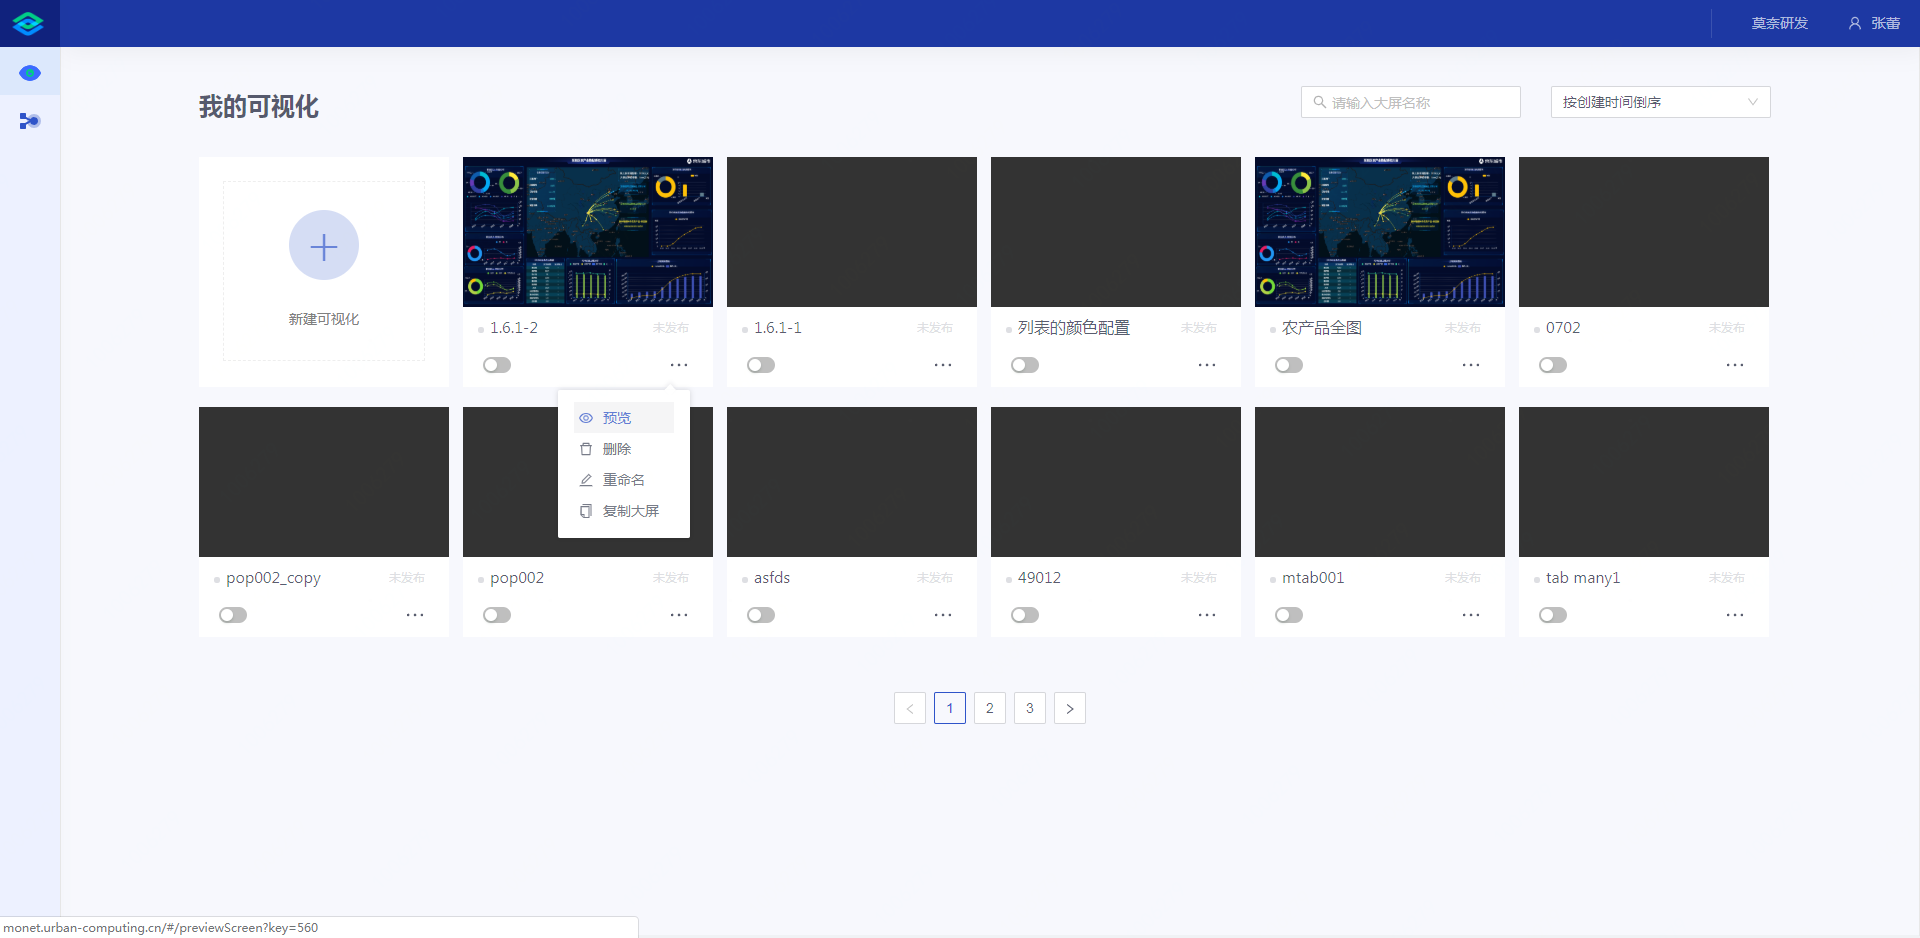 莫奈研发
张蕾
我的可视化
请输入大屏名称
按创建时间倒序
新建可视化
1.6.1-2
未发布
1.6.1-1
未发布
列表的颜色配置
未发布
农产品全图
未发布
0702
未发布
预览
删除
重命名
复制大屏
pop002_copy
未发布
pop002
未发布
asfds
未发布
49012
未发布
mtab001
未发布
tab many1
未发布
1
2
3
monet.urban-computing.cn/#/previewScreen?key=560